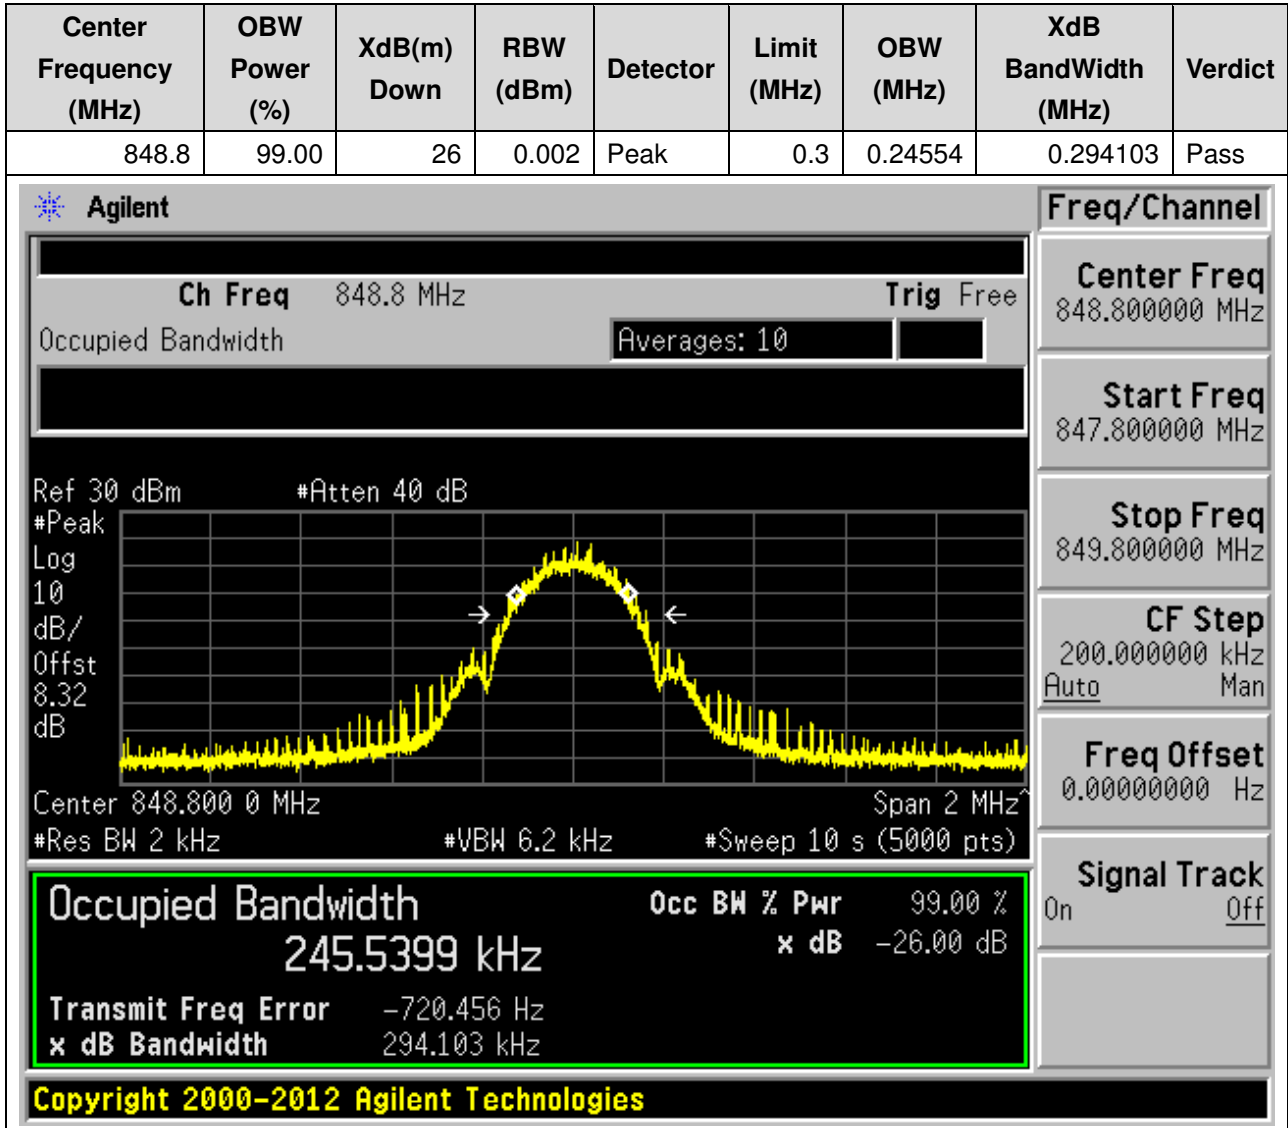 Center Frequency (MHz) OBW Power (%) XdB(m) Down RBW (dBm) Detector Limit (MHz) OBW (MHz) XdB BandWidth (MHz) Verdict
848.8 99.00 26 0.002 Peak 0.3 0.24554 0.294103 Pass
Agilent
Ch Freq 848.8 MHz Trig Free
Occupied Bandwidth Averages: 10
Ref 30 dBm #Atten 40 dB
#Peak
Log
10
dB/
Offst
8.32
dB
Center 848.800 0 MHz Span 2 MHz^
#Res BW 2 kHz #VBW 6.2 kHz #Sweep 10 s (5000 pts)
Occupied Bandwidth Occ BW % Pwr 99.00 %
245.5399 kHz x dB -26.00 dB
Transmit Freq Error -720.456 Hz
x dB Bandwidth 294.103 kHz
Copyright 2000-2012 Agilent Technologies
Freq/Channel
Center Freq
848.800000 MHz
Start Freq
847.800000 MHz
Stop Freq
849.800000 MHz
CF Step
200.000000 kHz
Auto Man
Freq Offset
0.00000000 Hz
Signal Track
On Off